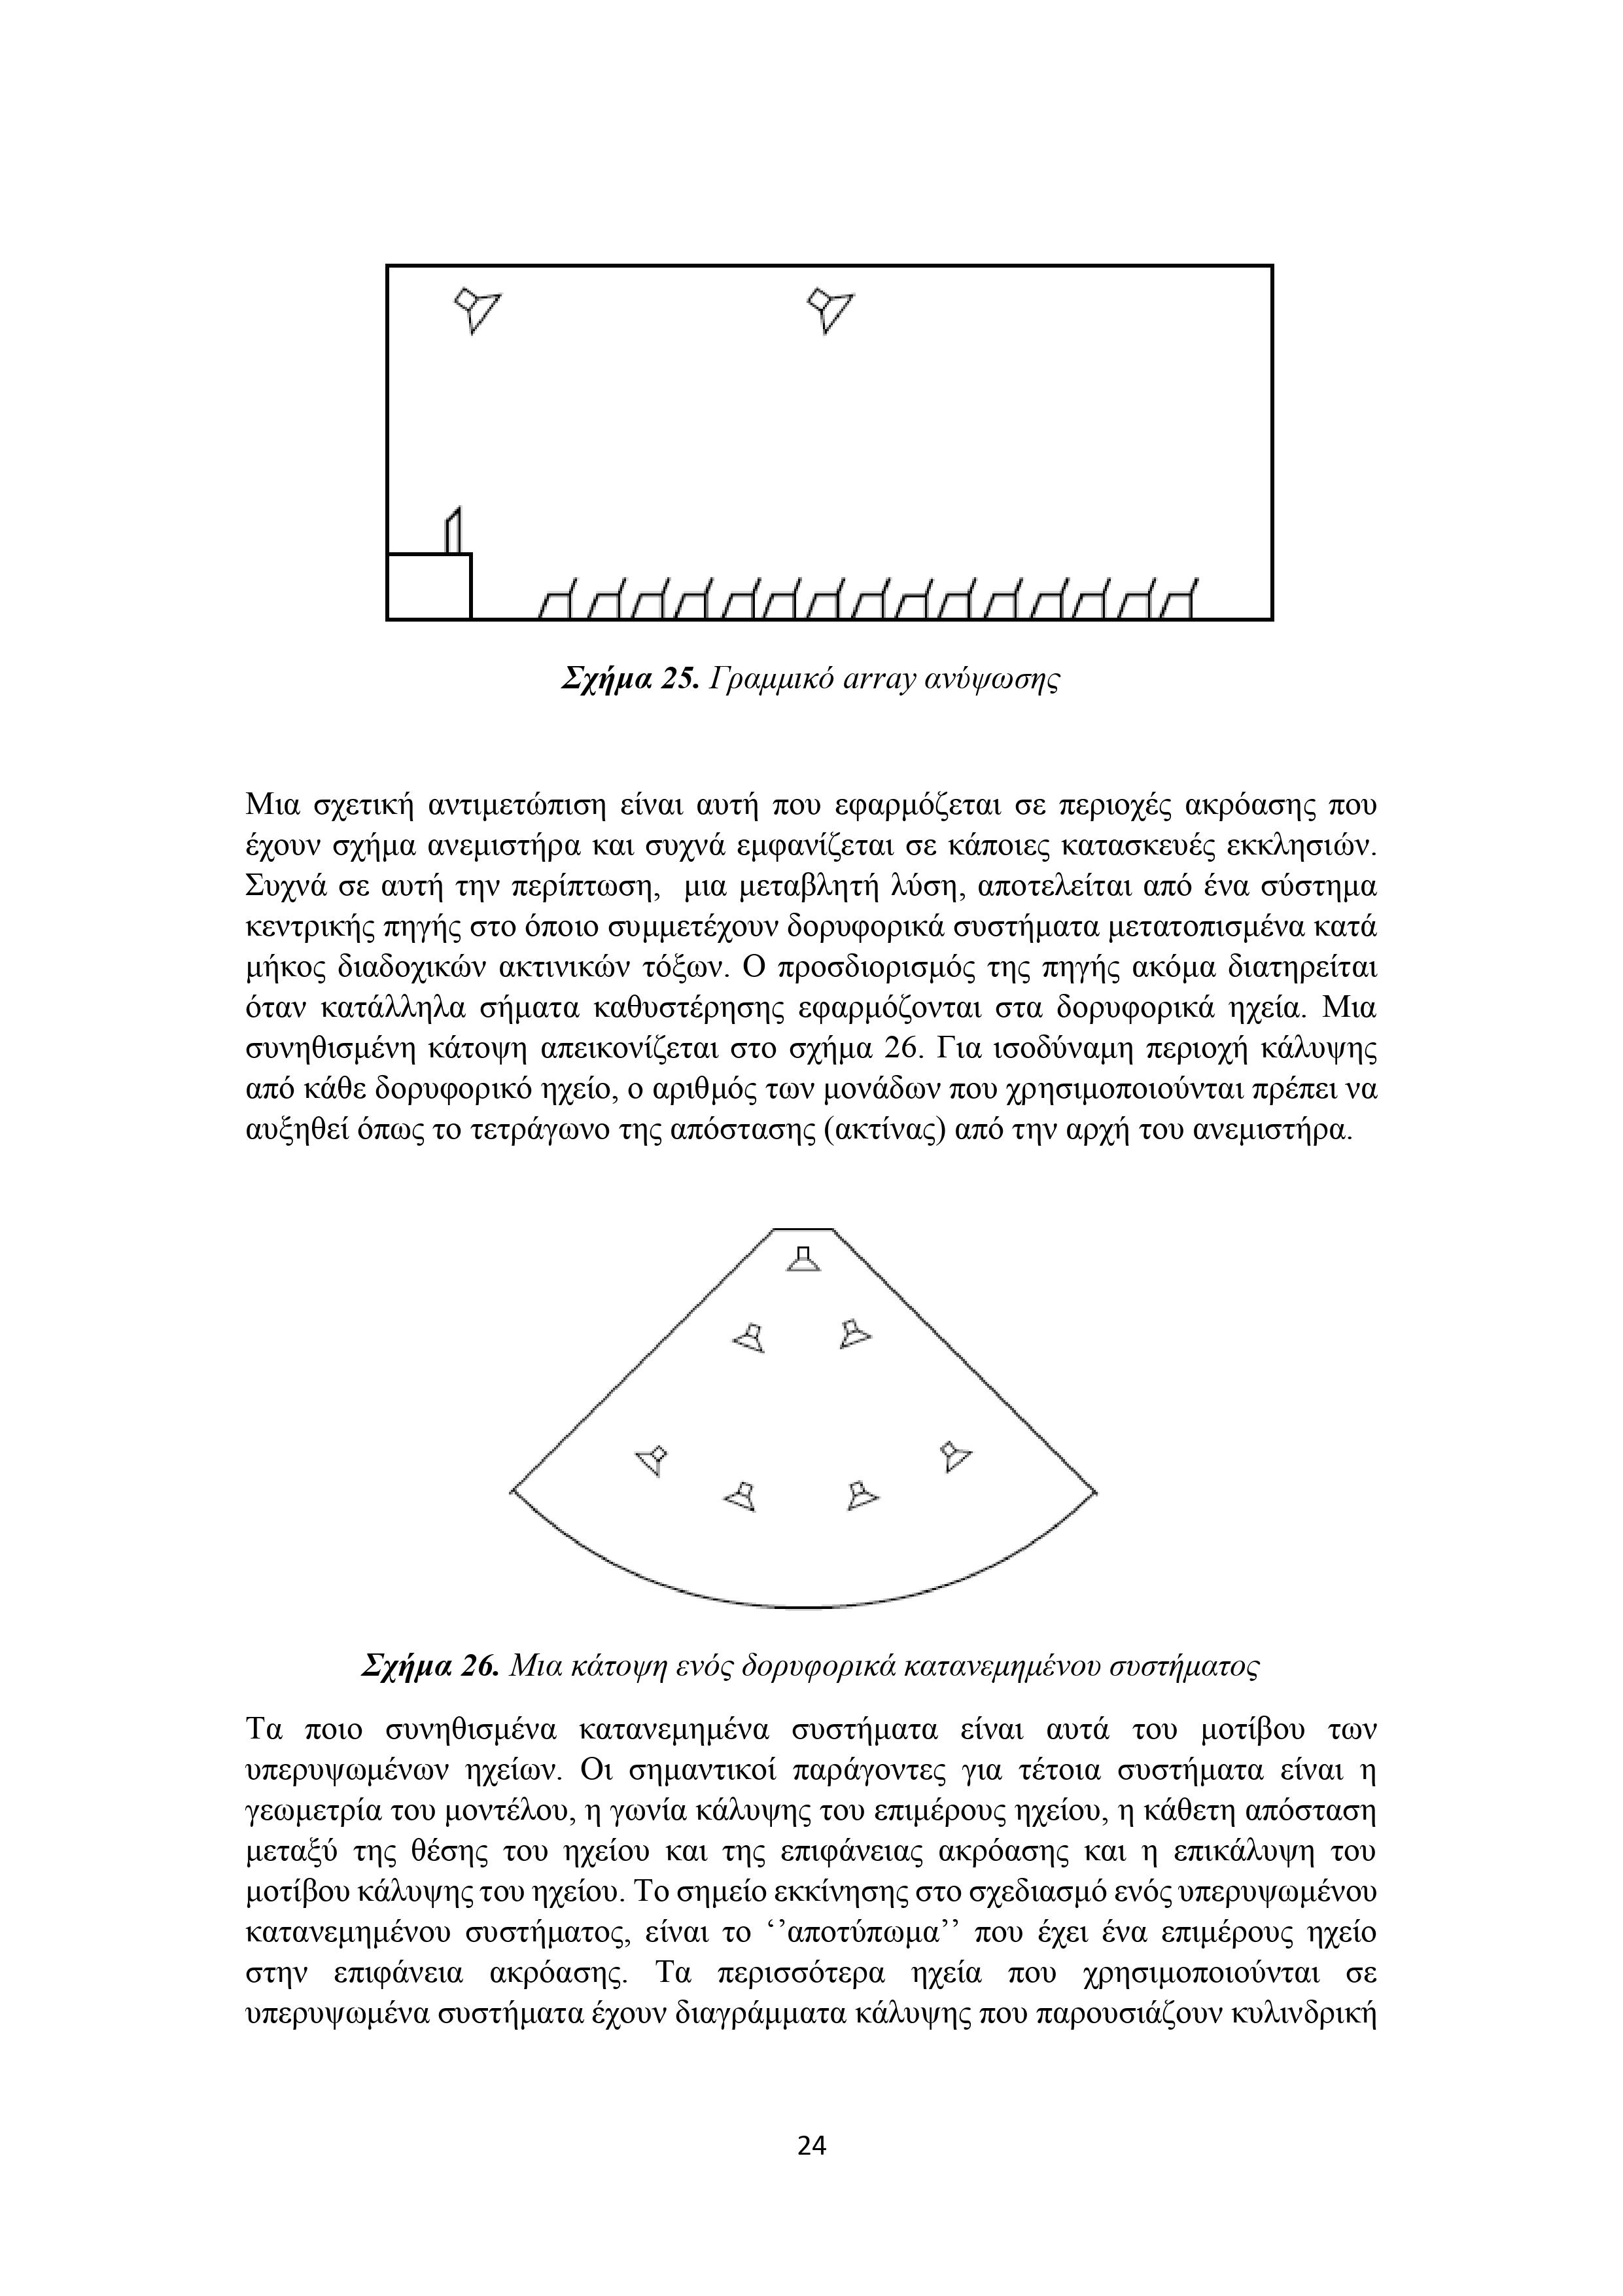 Σχήμα 25. Γραμμικό array ανύψωσης
Μια σχετική αντιμετώπιση είναι αυτή που εφαρμόζεται σε περιοχές ακρόασης που
έχουν σχήμα ανεμιστήρα και συχνά εμφανίζεται σε κάποιες κατασκευές εκκλησιών.
Συχνά σε αυτή την περίπτωση, μια μεταβλητή λύση, αποτελείται από ένα σύστημα
κεντρικής πηγής στο όποιο συμμετέχουν δορυφορικά συστήματα μετατοπισμένα κατά
μήκος διαδοχικών ακτινικών τόξων. Ο προσδιορισμός της πηγής ακόμα διατηρείται
όταν κατάλληλα σήματα καθυστέρησης εφαρμόζονται στα δορυφορικά ηχεία. Μια
συνηθισμένη κάτοψη απεικονίζεται στο σχήμα 26. Για ισοδύναμη περιοχή κάλυψης
από κάθε δορυφορικό ηχείο, ο αριθμός των μονάδων που χρησιμοποιούνται πρέπει να
αυξηθεί όπως το τετράγωνο της απόστασης (ακτίνας) από την αρχή του ανεμιστήρα.
Σχήμα 26. Μια κάτοψη ενός δορυφορικά κατανεμημένου συστήματος
Τα ποιο συνηθισμένα κατανεμημένα συστήματα είναι αυτά του μοτίβου των
υπερυψωμένων ηχείων. Οι σημαντικοί παράγοντες για τέτοια συστήματα είναι η
γεωμετρία του μοντέλου, η γωνία κάλυψης του επιμέρους ηχείου, η κάθετη απόσταση
μεταξύ της θέσης του ηχείου και της επιφάνειας ακρόασης και η επικάλυψη του
μοτίβου κάλυψης του ηχείου. Το σημείο εκκίνησης στο σχεδιασμό ενός υπερυψωμένου
κατανεμημένου συστήματος, είναι το ‘’αποτύπωμα’’ που έχει ένα επιμέρους ηχείο
στην επιφάνεια ακρόασης. Τα περισσότερα ηχεία που χρησιμοποιούνται σε
υπερυψωμένα συστήματα έχουν διαγράμματα κάλυψης που παρουσιάζουν κυλινδρική
24